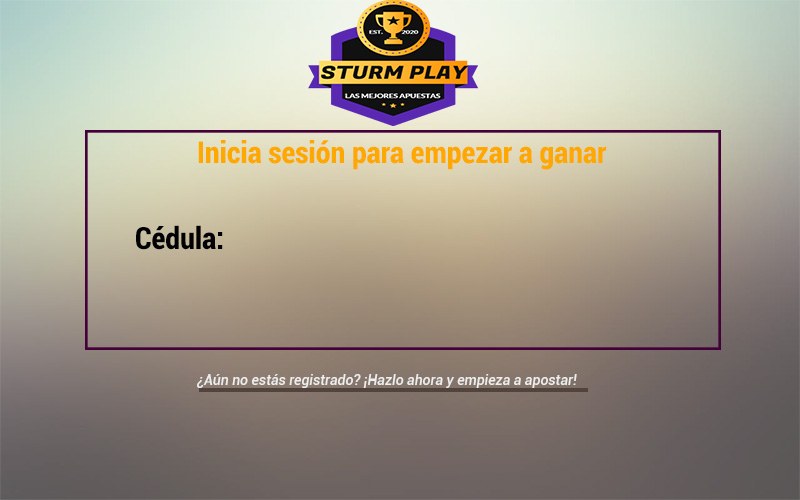 EST. 2020
STURM PLAY
LAS MEJORES APUESTAS
Inicia sesión para empezar a ganar
Cédula:
¿Aún no estás registrado? ¡Hazlo ahora y empieza a apostar!